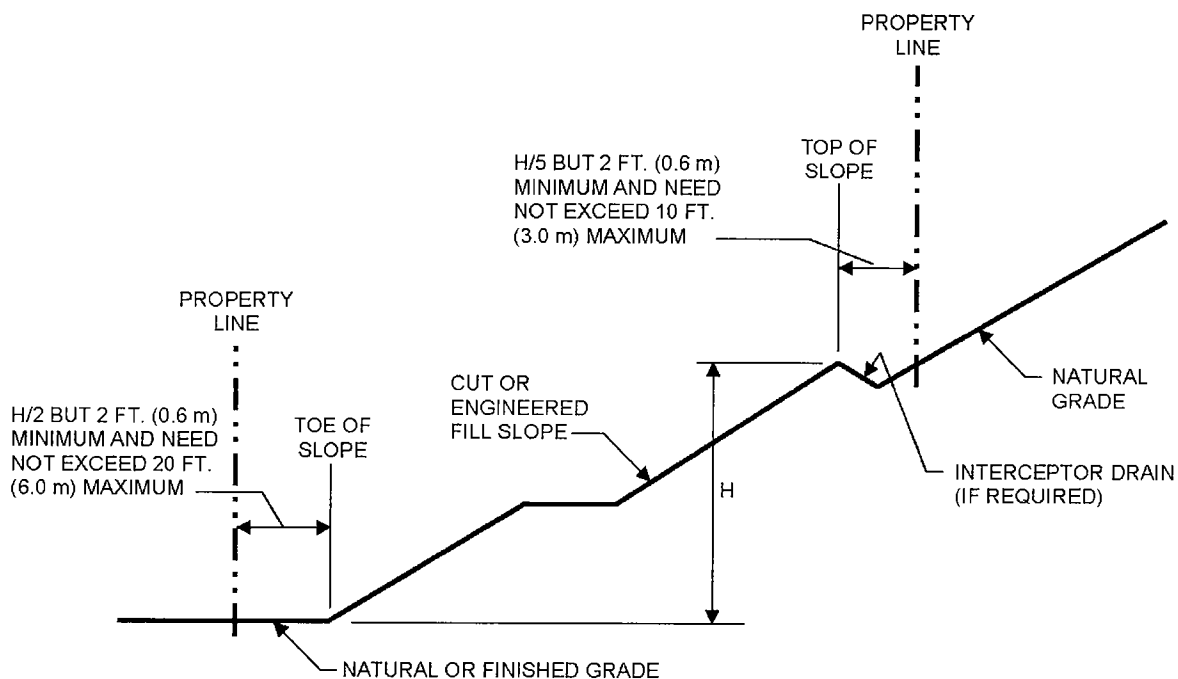 PROPERTY
LINE
H/5 BUT 2 FT. (0.6 m)
MINIMUM AND NEED
NOT EXCEED 10 FT.
(3.0 m) MAXIMUM
TOP OF
SLOPE
PROPERTY
LINE
H/2 BUT 2 FT. (0.6 m)
MINIMUM AND NEED
NOT EXCEED 20 FT.
(6.0 m) MAXIMUM
TOE OF
SLOPE
CUT OR
ENGINEERED
FILL SLOPE
NATURAL
GRADE
H
INTERCEPTOR DRAIN
(IF REQUIRED)
NATURAL OR FINISHED GRADE